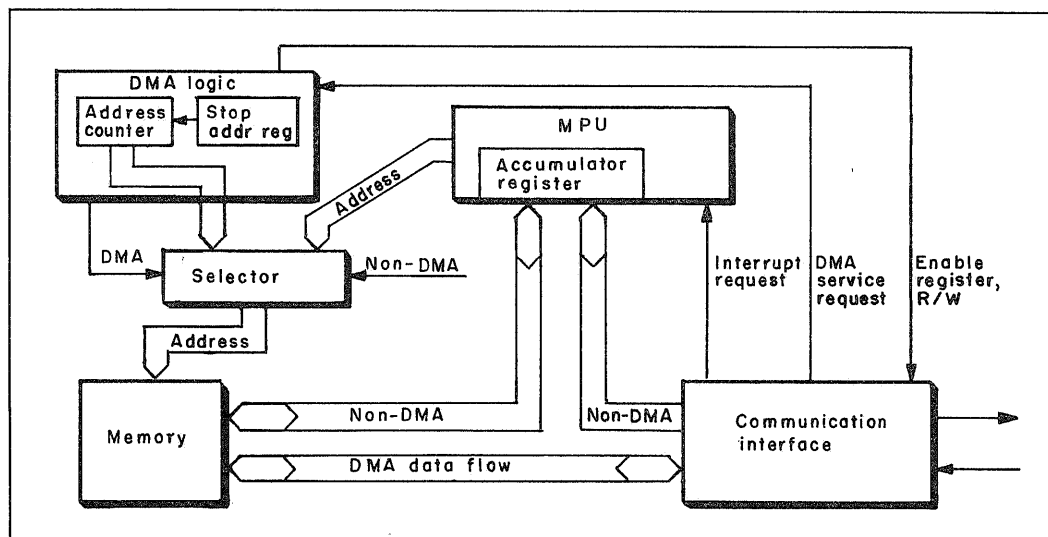 DMA logic
Address
counter
Stop
addr reg
MPU
Accumulator
register
Address
DMA
Selector
Non-DMA
Interrupt
request
DMA
service
request
Enable
register,
R/W
Address
Memory
Non-DMA
Non-DMA
Communication
interface
DMA data flow